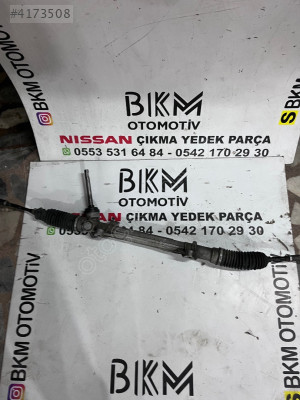 #4173508
BKM
OTOMOTİV
NISSAN ÇIKMA YEDEK PARÇA
0553 531 64 84 - 0542 170 29 30
BKM OTOMOTİV
BKM OTOMOTİV
S
BKM
OTOMOTİV
ÇIKMA YEDEK PARÇA
84 - 0542 170 29 30
BKM OTOMOTİV
BKM OTOMOTİV
BKM